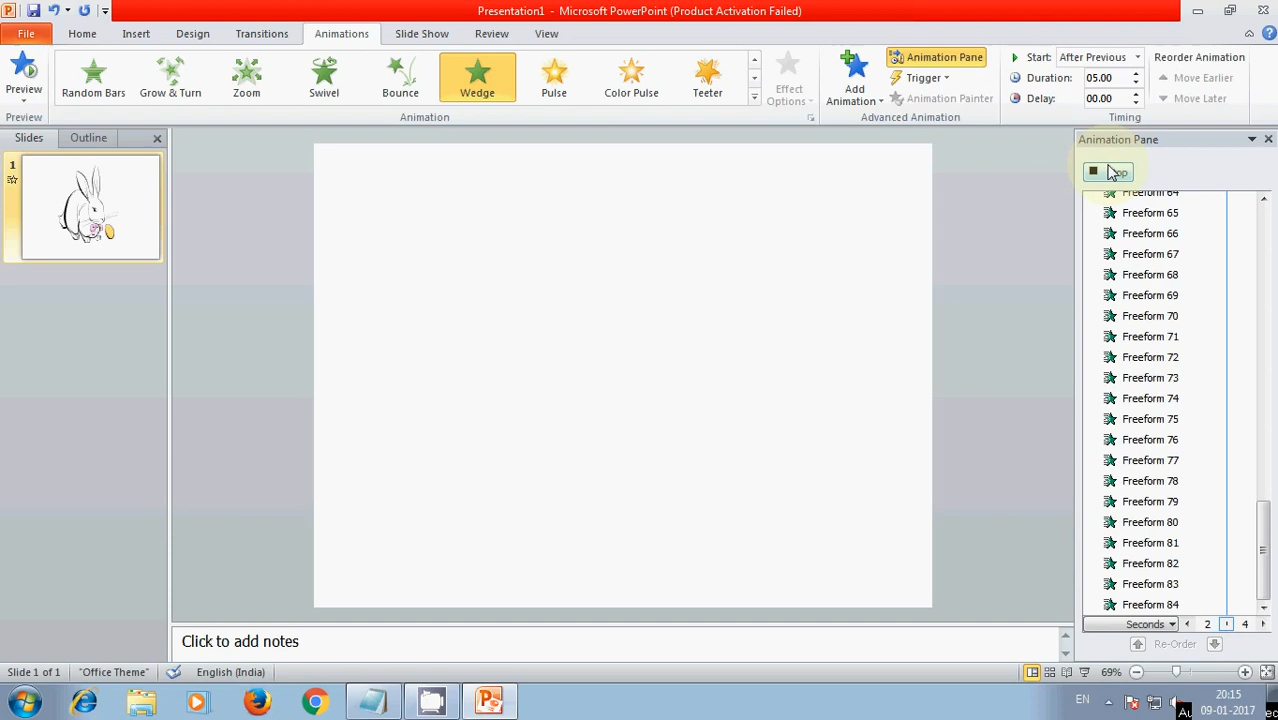 Presentation1 - Microsoft PowerPoint (Product Activation Failed)
File Home Insert Design Transitions Animations Slide Show Review View
Preview
Random Bars Grow & Turn Zoom Swivel Bounce Wedge Pulse Color Pulse Teeter
Effect Options
Add Animation
Animation Pane
Trigger
Animation Painter
Start: After Previous
Duration: 05.00
Delay: 00.00
Reorder Animation
Move Earlier
Move Later
Preview Animation Advanced Animation Timing
Slides Outline
1
Animation Pane
Freeform 64
Freeform 65
Freeform 66
Freeform 67
Freeform 68
Freeform 69
Freeform 70
Freeform 71
Freeform 72
Freeform 73
Freeform 74
Freeform 75
Freeform 76
Freeform 77
Freeform 78
Freeform 79
Freeform 80
Freeform 81
Freeform 82
Freeform 83
Freeform 84
Seconds 2 4
Re-Order
Click to add notes
Slide 1 of 1 "Office Theme" English (India) 69%
EN 20:15
09-01-2017